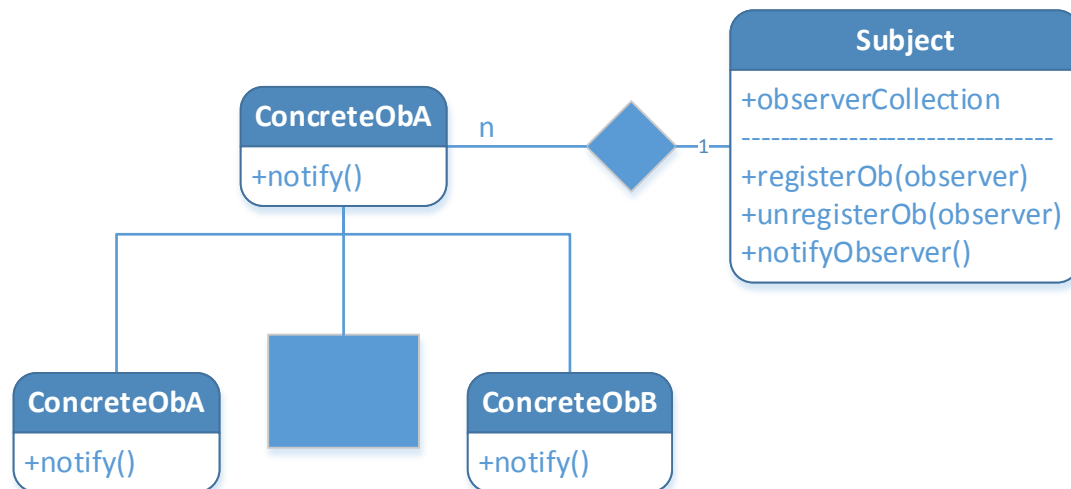 Subject
+observerCollection
--------------------------------
+registerOb(observer)
+unregisterOb(observer)
+notifyObserver()
ConcreteObA
+notify()
n
1
ConcreteObA
+notify()
ConcreteObB
+notify()